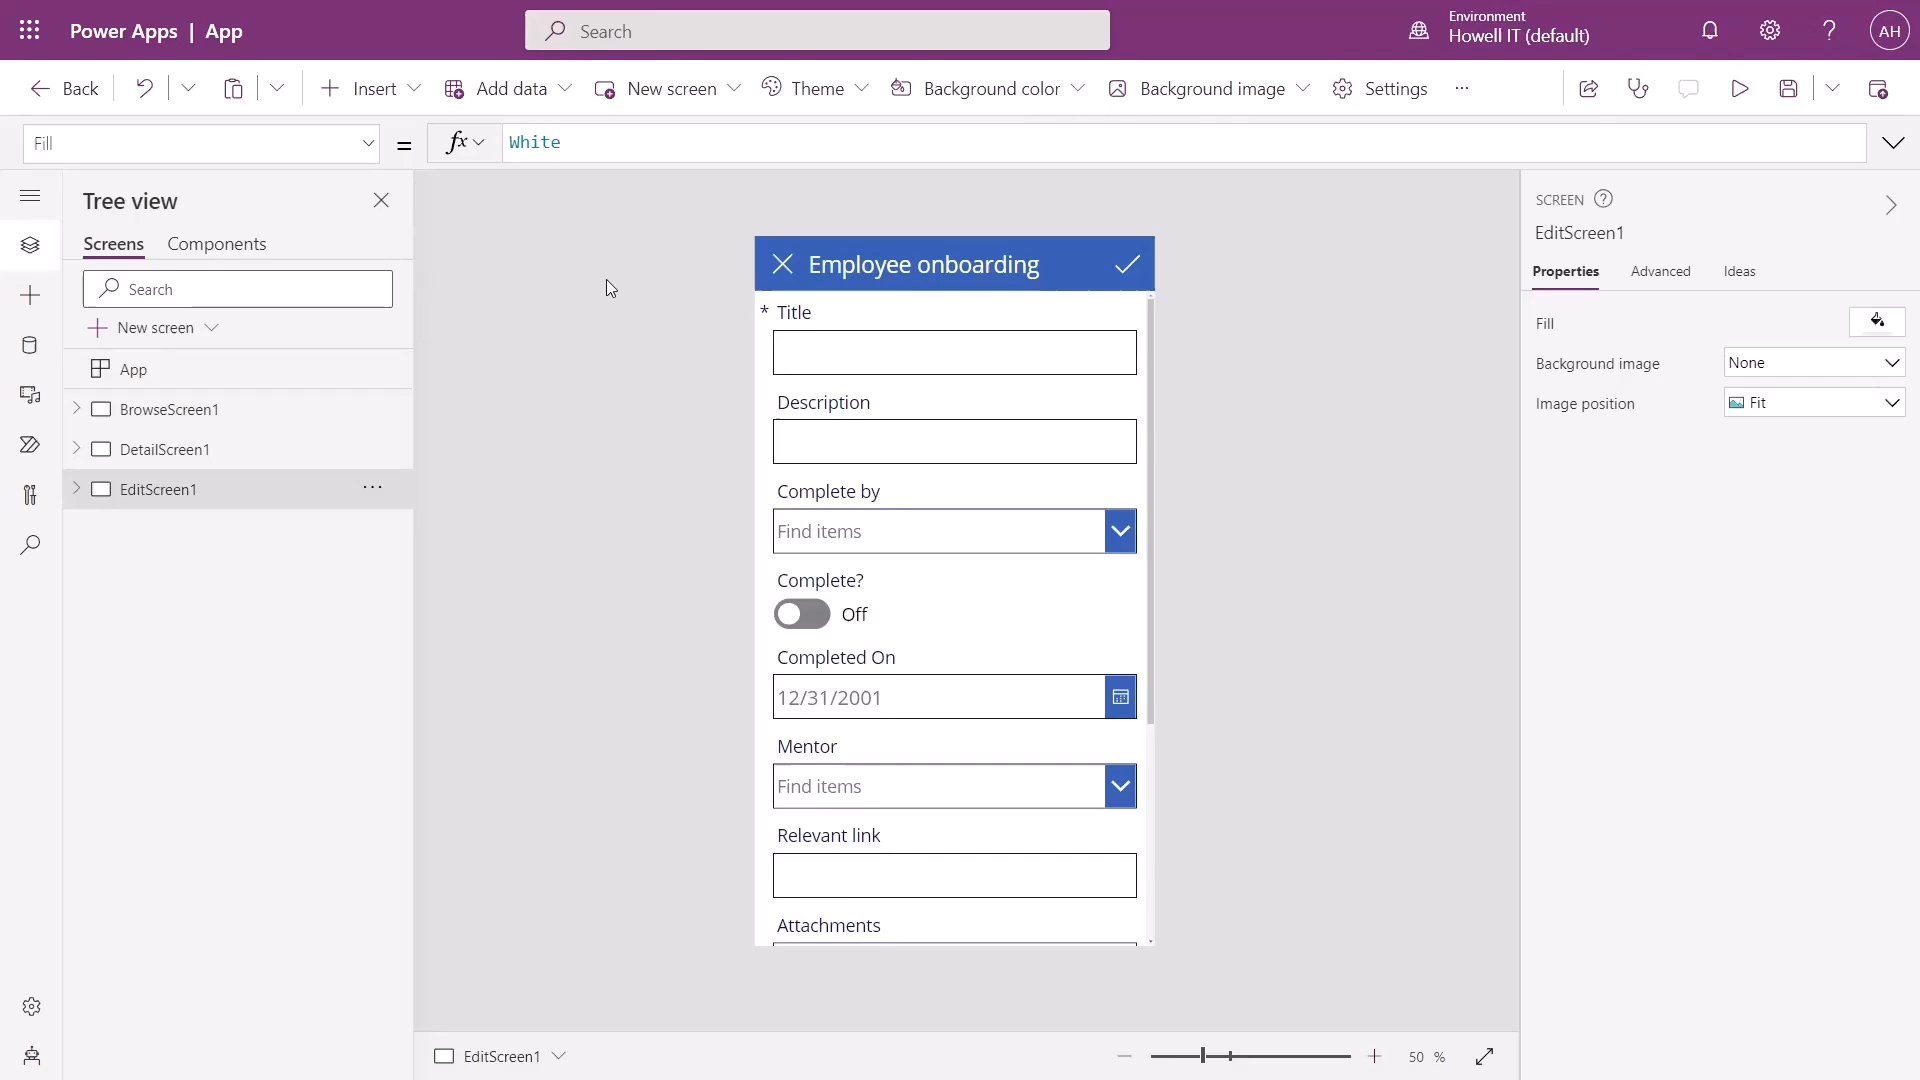 Power Apps | App
Search
Environment
Howell IT (default)
AH
Back
Insert
Add data
New screen
Theme
Background color
Background image
Settings
...
Fill
=
fx
White
Tree view
Screens
Components
Search
New screen
App
BrowseScreen1
DetailScreen1
EditScreen1
...
Employee onboarding
* Title
Description
Complete by
Find items
Complete?
Off
Completed On
12/31/2001
Mentor
Find items
Relevant link
Attachments
SCREEN
EditScreen1
Properties
Advanced
Ideas
Fill
Background image
None
Image position
Fit
EditScreen1
50 %